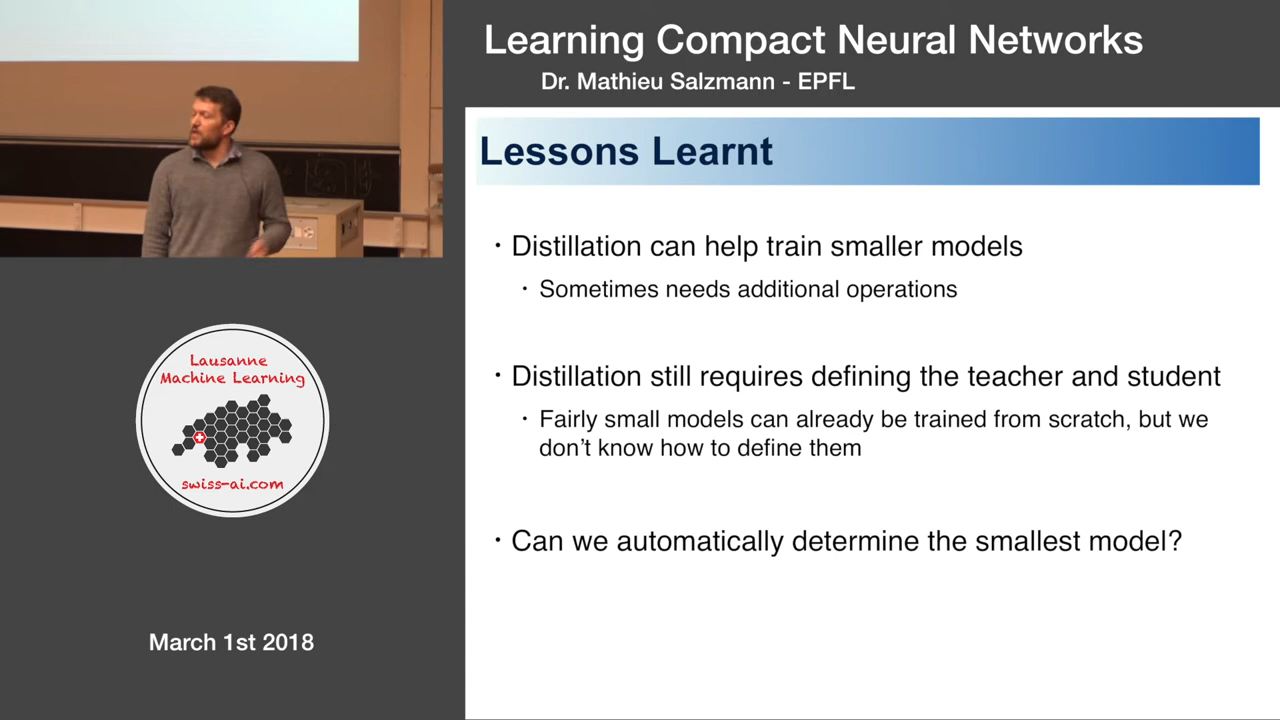 Learning Compact Neural Networks
Dr. Mathieu Salzmann - EPFL
Lessons Learnt
• Distillation can help train smaller models
• Sometimes needs additional operations
• Distillation still requires defining the teacher and student
• Fairly small models can already be trained from scratch, but we
don't know how to define them
• Can we automatically determine the smallest model?
Lausanne
Machine Learning
swiss-ai.com
March 1st 2018